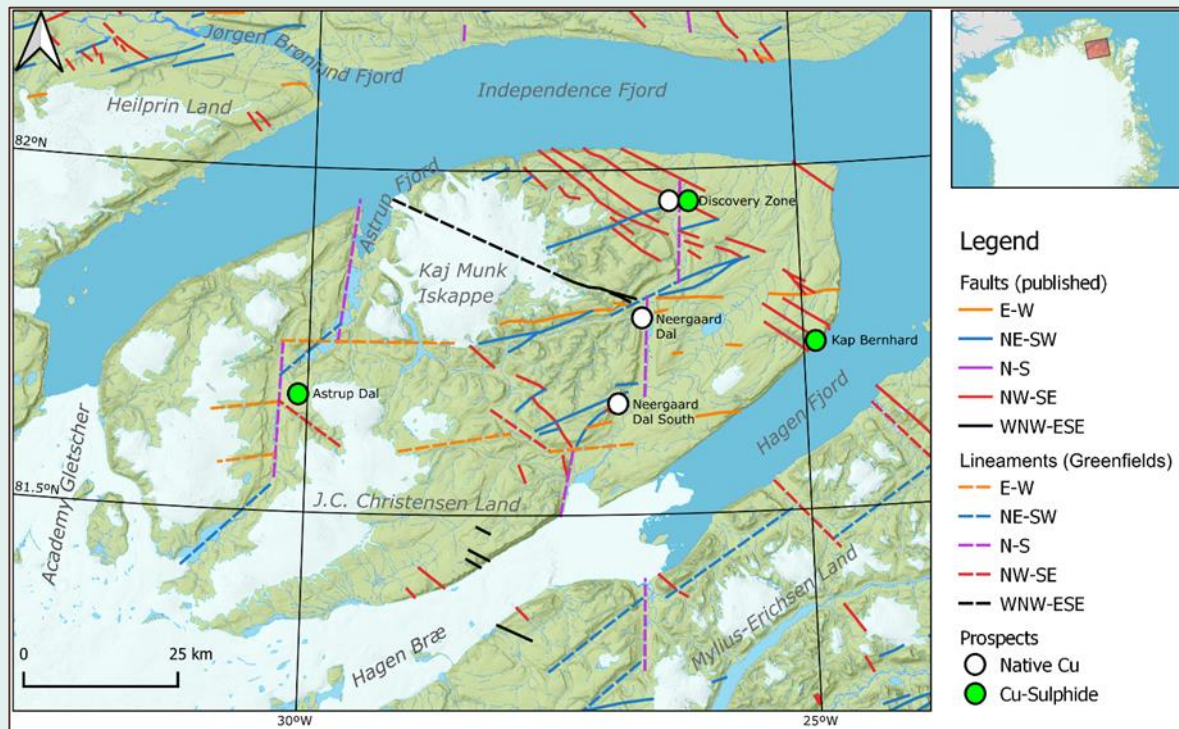 Jørgen Brønlund Fjord
Independence Fjord
Heilprin Land
82ºN
Astrup Fjord
Discovery Zone
Kaj Munk
Iskappe
Neergaard
Dal
Kap Bernhard
Astrup Dal
Neergaard
Dal South
Hagen Fjord
Academy Gletscher
81.5ºN
J.C. Christensen Land
Mylius-Erichsen Land
Hagen Bræ
0 25 km
30ºW
25ºW
Legend
Faults (published)
E-W
NE-SW
N-S
NW-SE
WNW-ESE
Lineaments (Greenfields)
E-W
NE-SW
N-S
NW-SE
WNW-ESE
Prospects
Native Cu
Cu-Sulphide